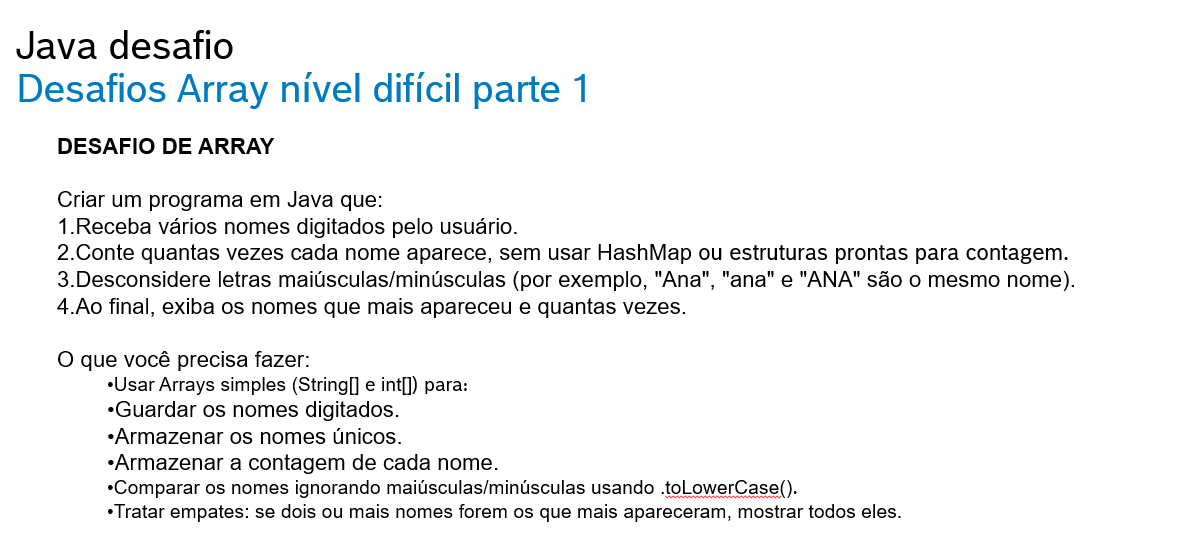 Java desafio
Desafios Array nível difícil parte 1
DESAFIO DE ARRAY
Criar um programa em Java que:
1.Receba vários nomes digitados pelo usuário.
2.Conte quantas vezes cada nome aparece, sem usar HashMap ou estruturas prontas para contagem.
3.Desconsidere letras maiúsculas/minúsculas (por exemplo, "Ana", "ana" e "ANA" são o mesmo nome).
4.Ao final, exiba os nomes que mais apareceu e quantas vezes.
O que você precisa fazer:
•Usar Arrays simples (String[] e int[]) para:
•Guardar os nomes digitados.
•Armazenar os nomes únicos.
•Armazenar a contagem de cada nome.
•Comparar os nomes ignorando maiúsculas/minúsculas usando .toLowerCase().
•Tratar empates: se dois ou mais nomes forem os que mais apareceram, mostrar todos eles.